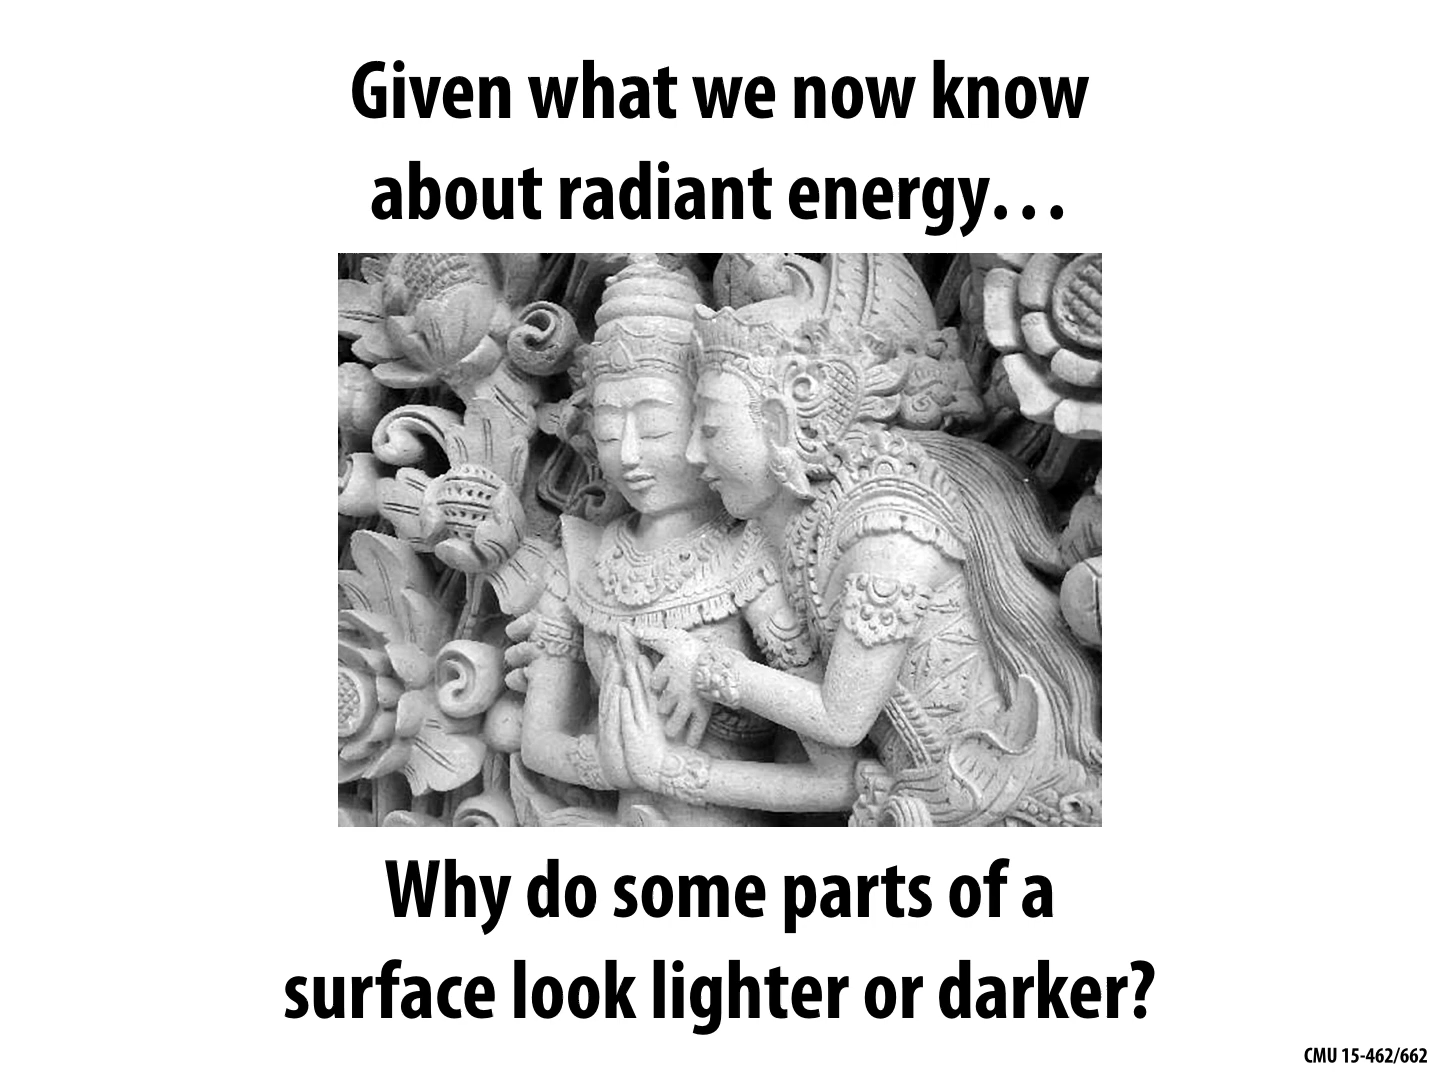 Given what we now know
about radiant energy…
Why do some parts of a
surface look lighter or darker?
CMU 15-462/662